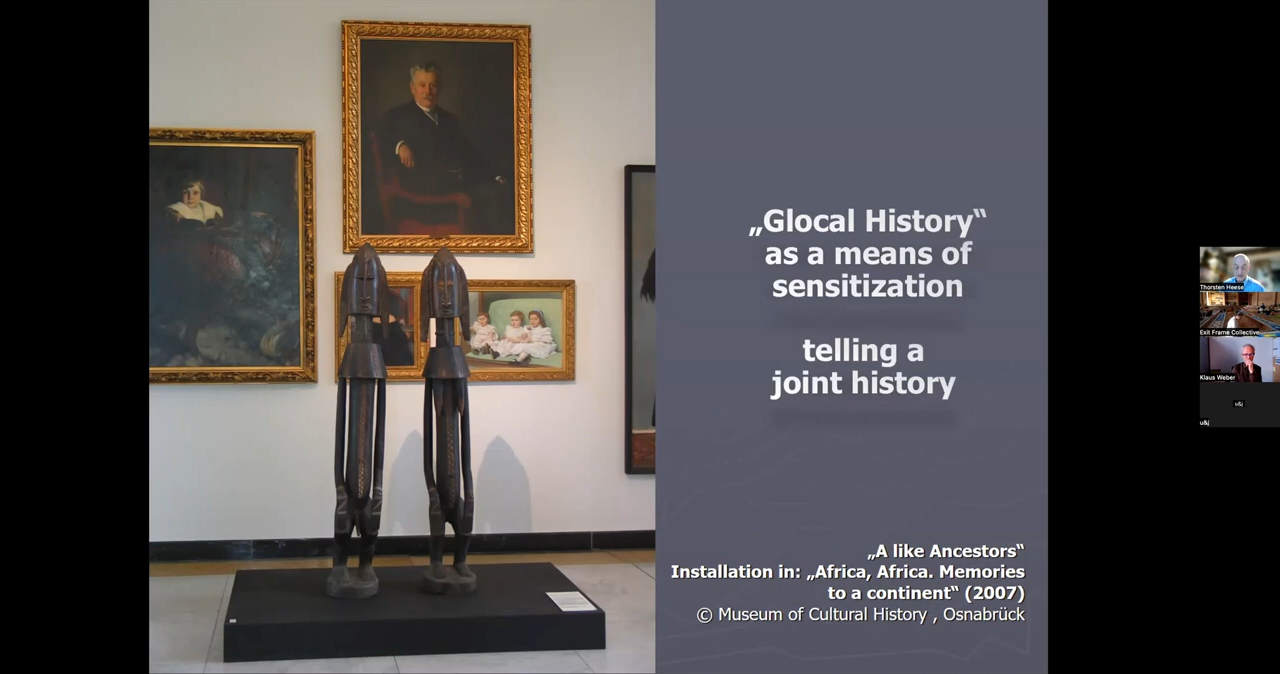 „Glocal History“
as a means of
sensitization
telling a
joint history
„A like Ancestors“
Installation in: „Africa, Africa. Memories
to a continent“ (2007)
© Museum of Cultural History , Osnabrück
Thorsten Heese
Exit Frame Collective
Klaus Weber
u&j
u&j